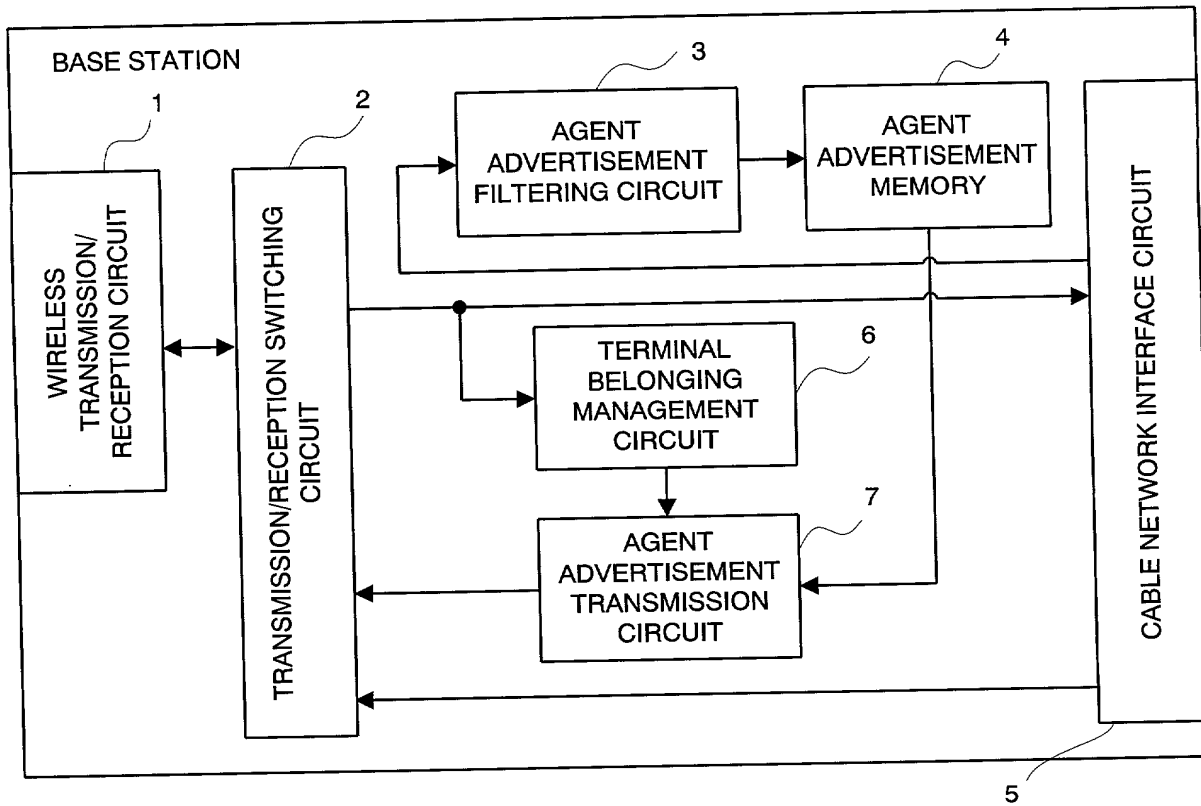 BASE STATION
1
2
3
4
WIRELESS
TRANSMISSION/
RECEPTION CIRCUIT
TRANSMISSION/RECEPTION SWITCHING
CIRCUIT
AGENT
ADVERTISEMENT
FILTERING CIRCUIT
AGENT
ADVERTISEMENT
MEMORY
CABLE NETWORK INTERFACE CIRCUIT
6
TERMINAL
BELONGING
MANAGEMENT
CIRCUIT
7
AGENT
ADVERTISEMENT
TRANSMISSION
CIRCUIT
5